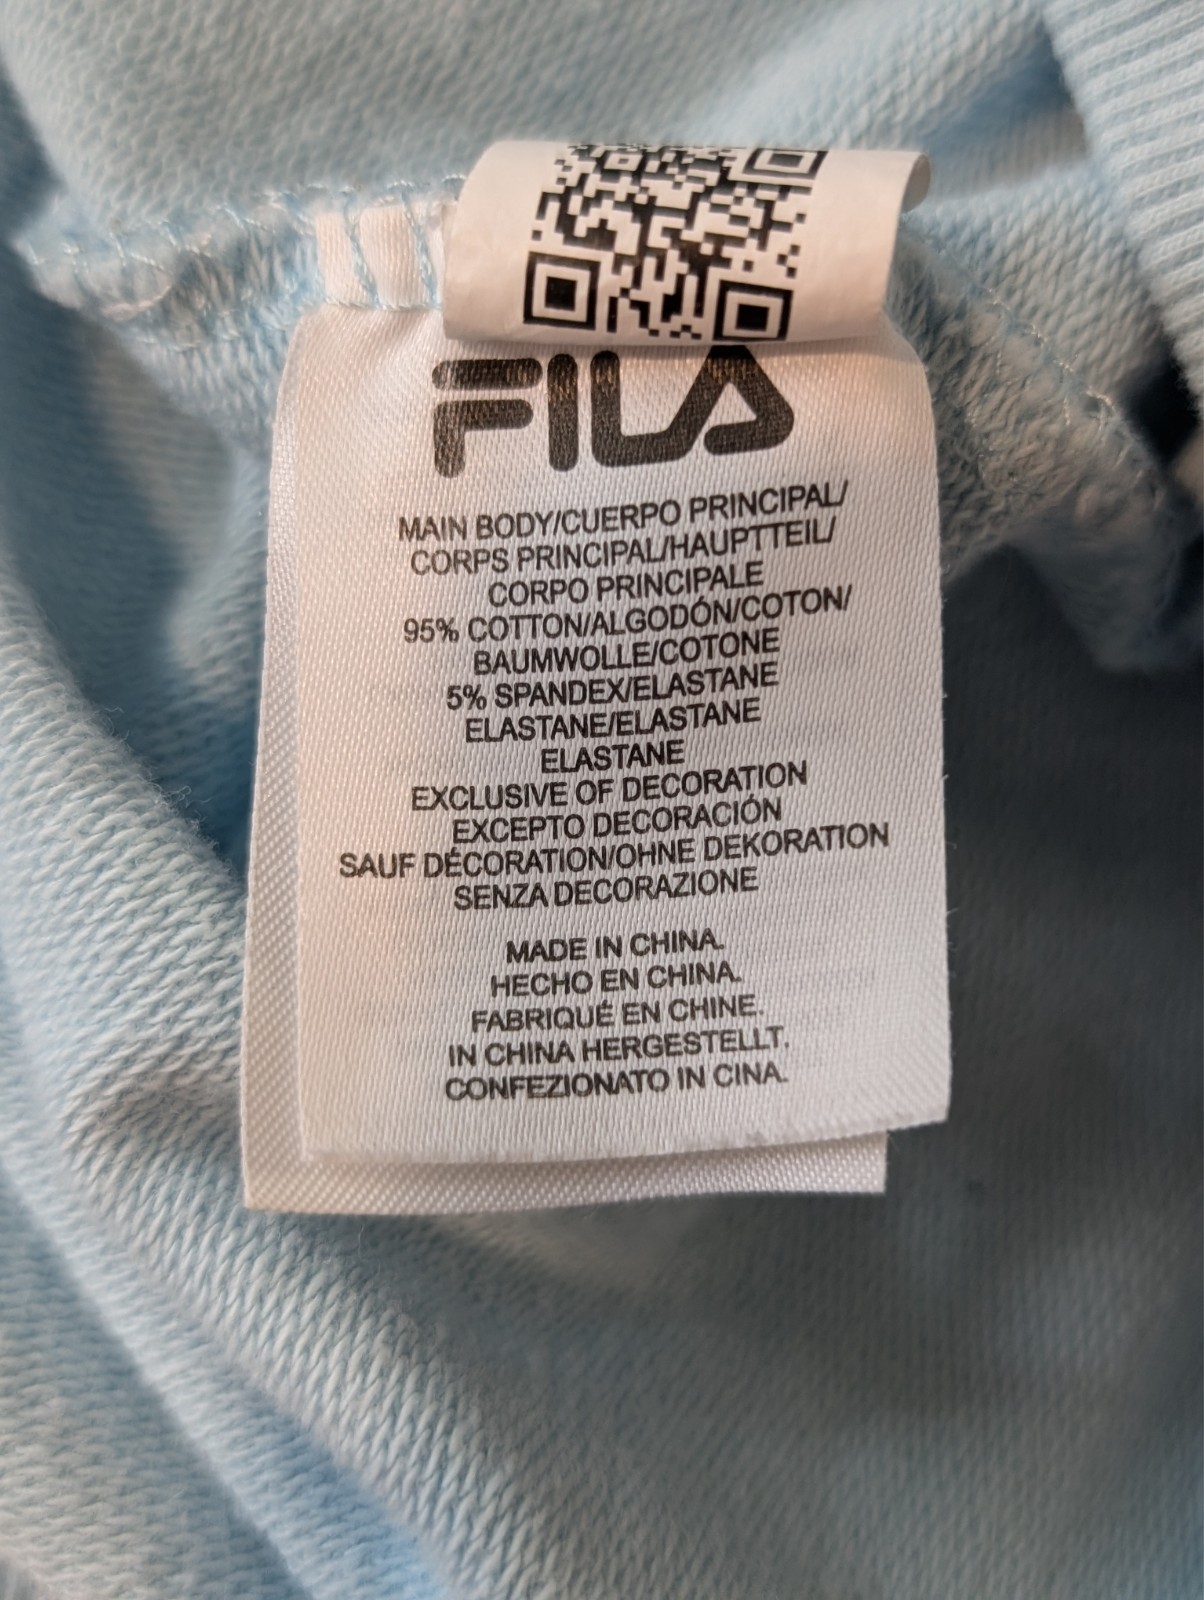 FILA
MAIN BODY/CUERPO PRINCIPAL/
CORPS PRINCIPAL/HAUPTTEIL/
CORPO PRINCIPALE
95% COTTON/ALGODÓN/COTON/
BAUMWOLLE/COTONE
5% SPANDEX/ELASTANE
ELASTANE/ELASTANE
ELASTANE
EXCLUSIVE OF DECORATION
EXCEPTO DECORACIÓN
SAUF DÉCORATION/OHNE DEKORATION
SENZA DECORAZIONE
MADE IN CHINA.
HECHO EN CHINA.
FABRIQUÉ EN CHINE.
IN CHINA HERGESTELLT.
CONFEZIONATO IN CINA.